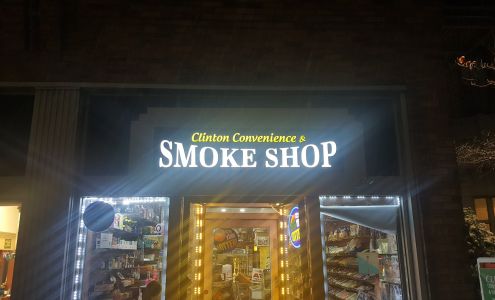 Clinton Convenience &
SMOKE SHOP